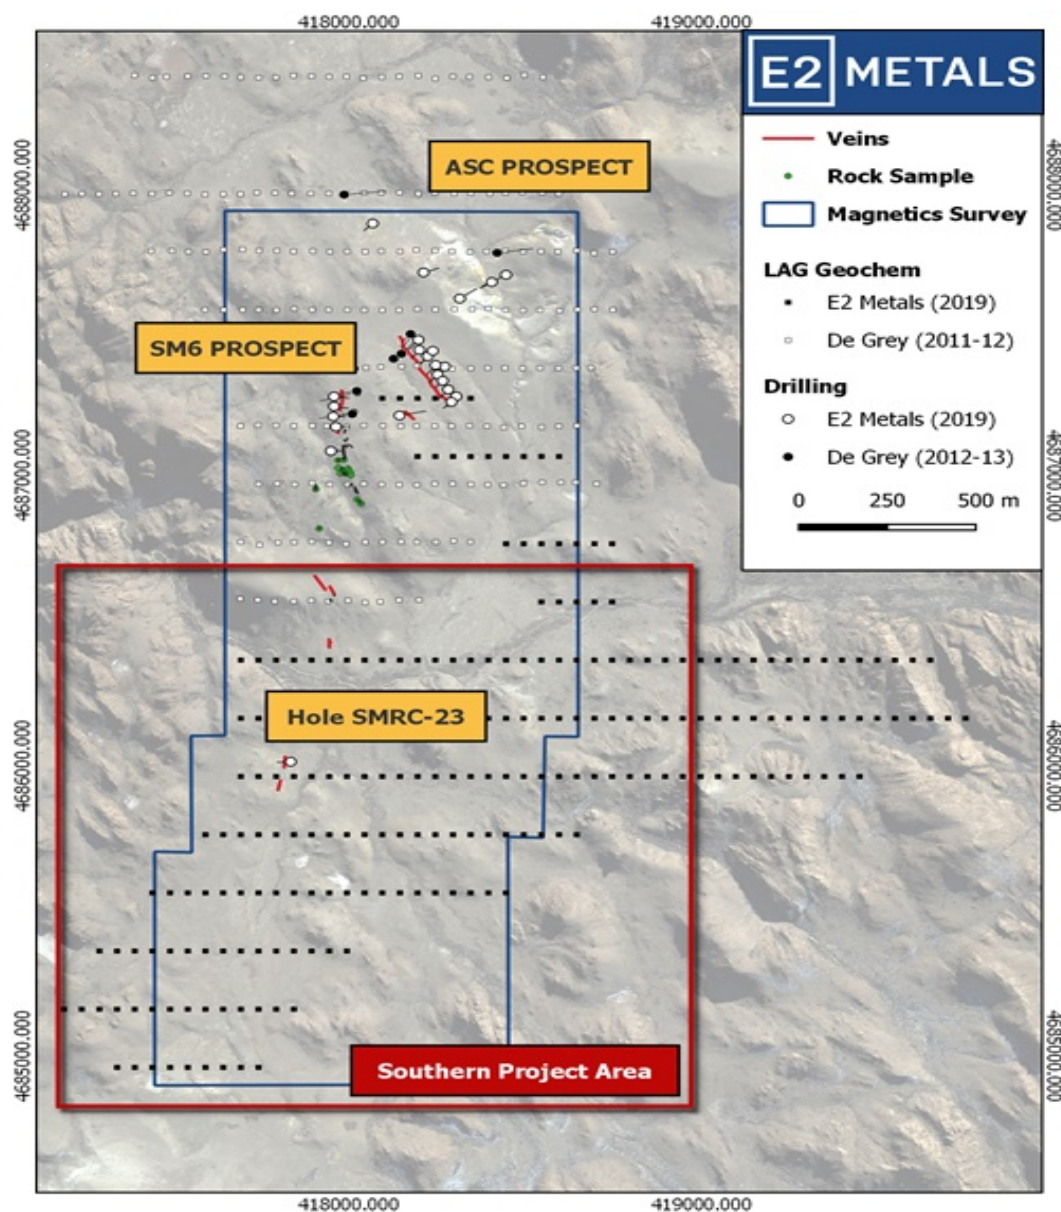 418000.000
419000.000
E2 METALS
Veins
Rock Sample
Magnetics Survey
LAG Geochem
E2 Metals (2019)
De Grey (2011-12)
Drilling
E2 Metals (2019)
De Grey (2012-13)
0 250 500 m
ASC PROSPECT
SM6 PROSPECT
Hole SMRC-23
Southern Project Area
4688000.000
4687000.000
4686000.000
4685000.000
4688000.000
4687000.000
4686000.000
4685000.000
418000.000
419000.000